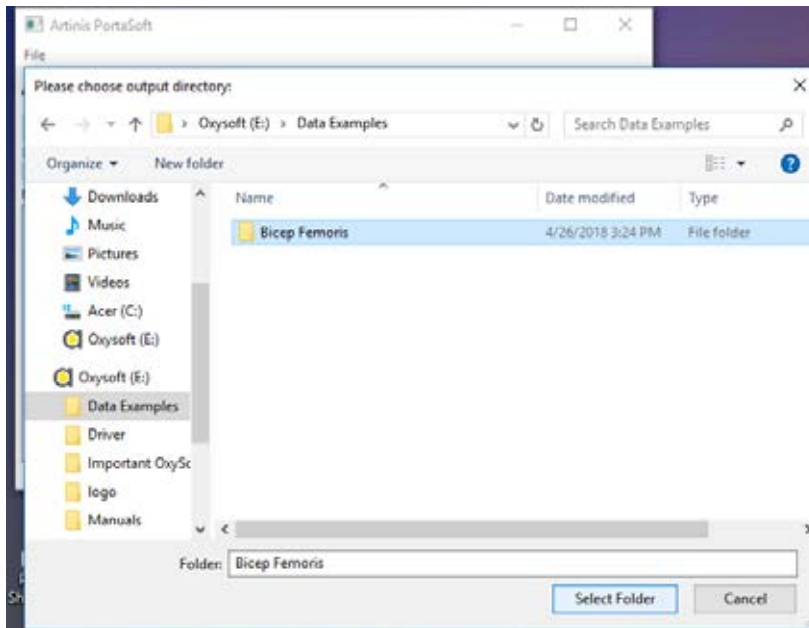 Artinis PortaSoft
File
Please choose output directory:
Oxysoft (E:) › Data Examples
Search Data Examples
Organize
New folder
Name
Date modified
Type
Downloads
Music
Pictures
Videos
Acer (C:)
Oxysoft (E:)
Oxysoft (E:)
Data Examples
Driver
Important OxySc
logo
Manuals
Bicep Femoris
4/26/2018 3:24 PM
File folder
Folder:
Bicep Femoris
Select Folder
Cancel